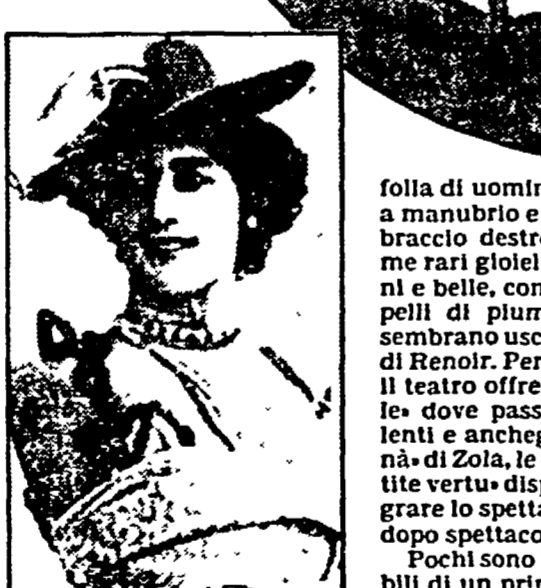 folla di uomin
a manubrio e
braccio destr
me rari gioiel
ni e belle, con
pelli di pium
sembrano usc
di Renoir. Per
il teatro offre
le» dove pass
lenti e ancheg
nà» di Zola, le
tite vertu» disp
grare lo spetta
dopo spettaco
Pochi sono
bili di un prin